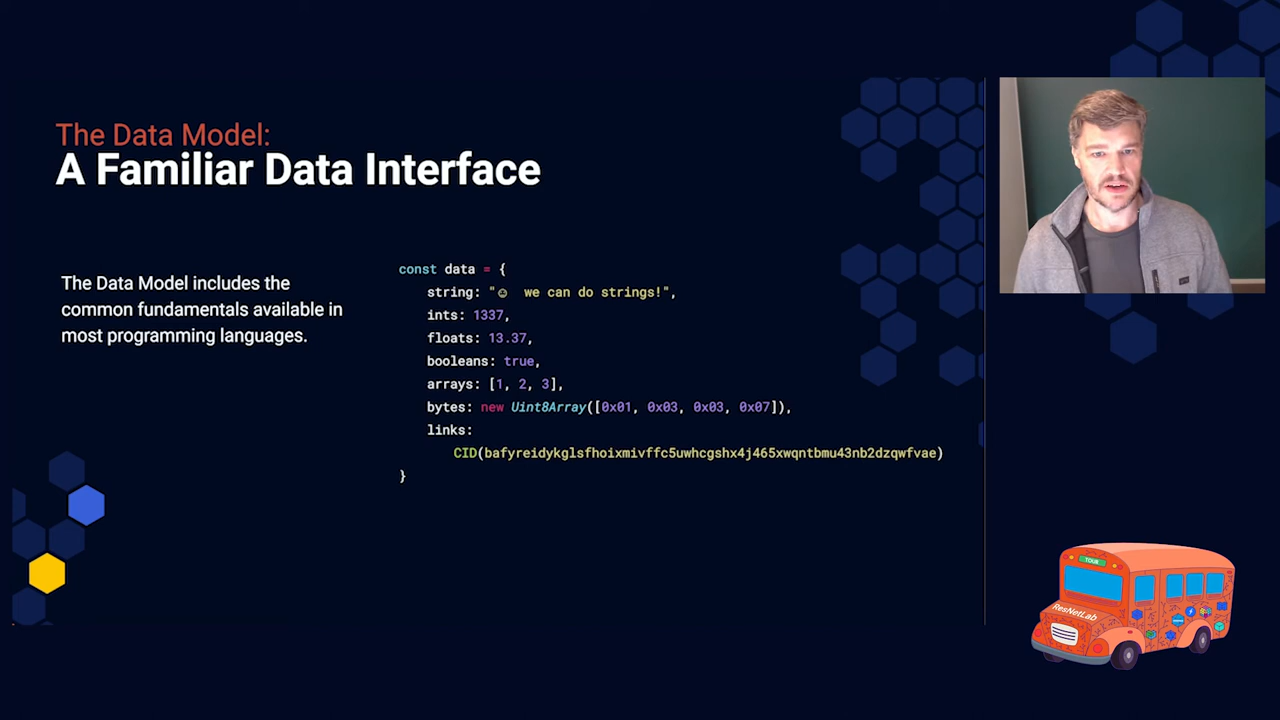 The Data Model:
A Familiar Data Interface
The Data Model includes the
common fundamentals available in
most programming languages.
const data = {
string: "☺ we can do strings!",
ints: 1337,
floats: 13.37,
booleans: true,
arrays: [1, 2, 3],
bytes: new Uint8Array([0x01, 0x03, 0x03, 0x07]),
links:
CID(bafyreidykglsfhoixmivffc5uwhcgshx4j465xwqntbmu43nb2dzqwfvae)
}
TOUR
ResNetLab